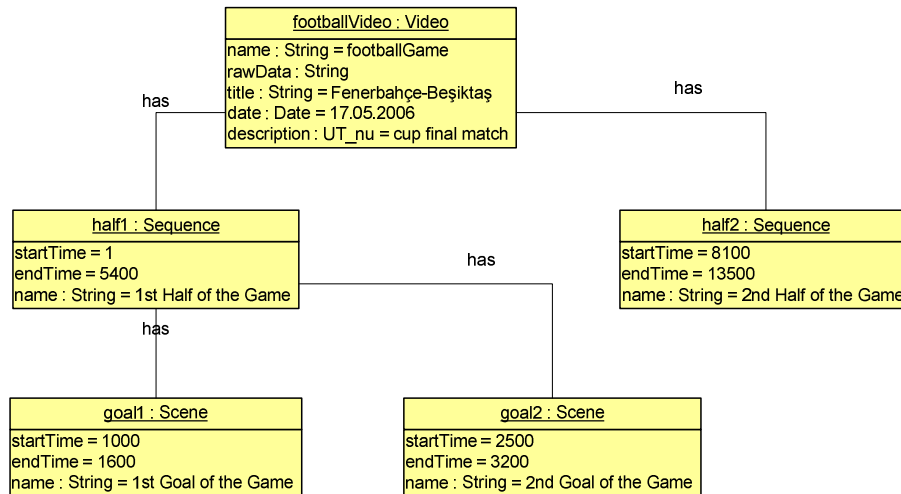 footballVideo : Video
name : String = footballGame
rawData : String
title : String = Fenerbahçe-Beşiktaş
date : Date = 17.05.2006
description : UT_nu = cup final match
has
has
half1 : Sequence
startTime = 1
endTime = 5400
name : String = 1st Half of the Game
half2 : Sequence
startTime = 8100
endTime = 13500
name : String = 2nd Half of the Game
has
has
goal1 : Scene
startTime = 1000
endTime = 1600
name : String = 1st Goal of the Game
goal2 : Scene
startTime = 2500
endTime = 3200
name : String = 2nd Goal of the Game